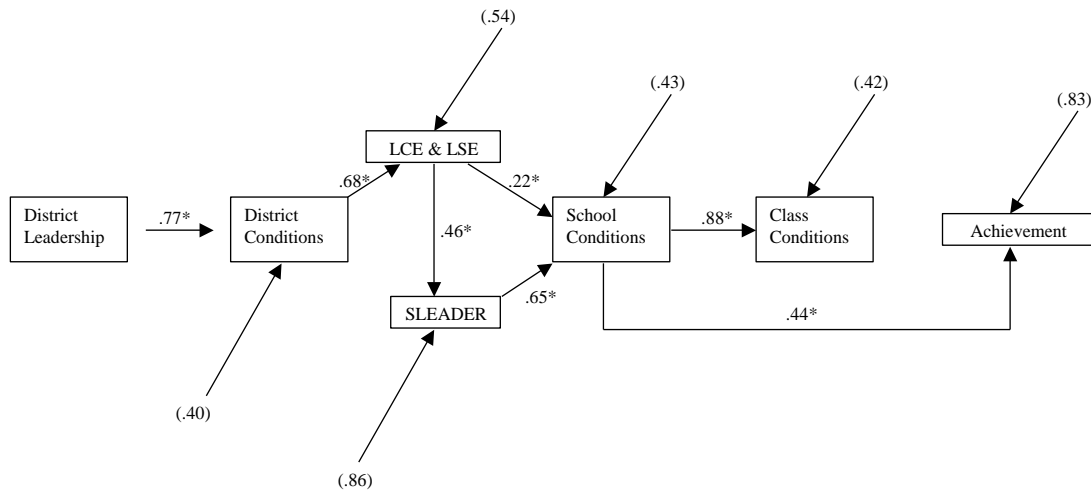 (.54)
(.43)
(.42)
(.83)
LCE & LSE
.68*
.22*
District
Leadership
.77*
District
Conditions
School
Conditions
.88*
Class
Conditions
Achievement
.46*
.65*
SLEADER
.44*
(.40)
(.86)